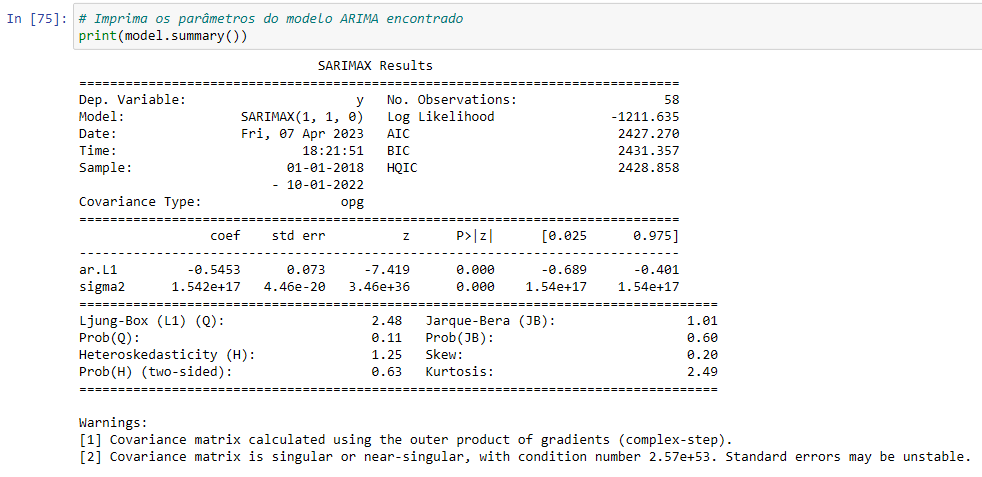 In [75]: # Imprima os parâmetros do modelo ARIMA encontrado
print(model.summary())
SARIMAX Results
==============================================================================
Dep. Variable: y No. Observations: 58
Model: SARIMAX(1, 1, 0) Log Likelihood -1211.635
Date: Fri, 07 Apr 2023 AIC 2427.270
Time: 18:21:51 BIC 2431.357
Sample: 01-01-2018 HQIC 2428.858
- 10-01-2022
Covariance Type: opg
==============================================================================
coef std err z P>|z| [0.025 0.975]
------------------------------------------------------------------------------
ar.L1 -0.5453 0.073 -7.419 0.000 -0.689 -0.401
sigma2 1.542e+17 4.46e-20 3.46e+36 0.000 1.54e+17 1.54e+17
===================================================================================
Ljung-Box (L1) (Q): 2.48 Jarque-Bera (JB): 1.01
Prob(Q): 0.11 Prob(JB): 0.60
Heteroskedasticity (H): 1.25 Skew: 0.20
Prob(H) (two-sided): 0.63 Kurtosis: 2.49
===================================================================================
Warnings:
[1] Covariance matrix calculated using the outer product of gradients (complex-step).
[2] Covariance matrix is singular or near-singular, with condition number 2.57e+53. Standard errors may be unstable.